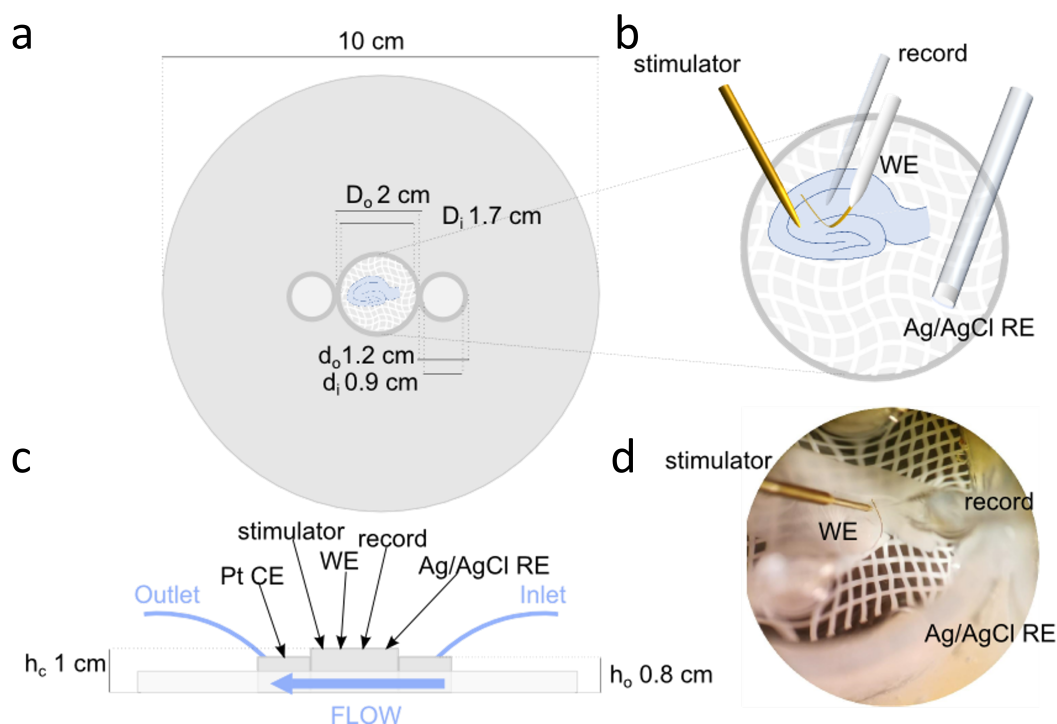 a
10 cm
Do 2 cm
Di 1.7 cm
do 1.2 cm
di 0.9 cm
b
stimulator
record
WE
Ag/AgCl RE
c
stimulator
WE
record
Pt CE
Ag/AgCl RE
Outlet
Inlet
hc 1 cm
ho 0.8 cm
FLOW
d
stimulator
record
WE
Ag/AgCl RE